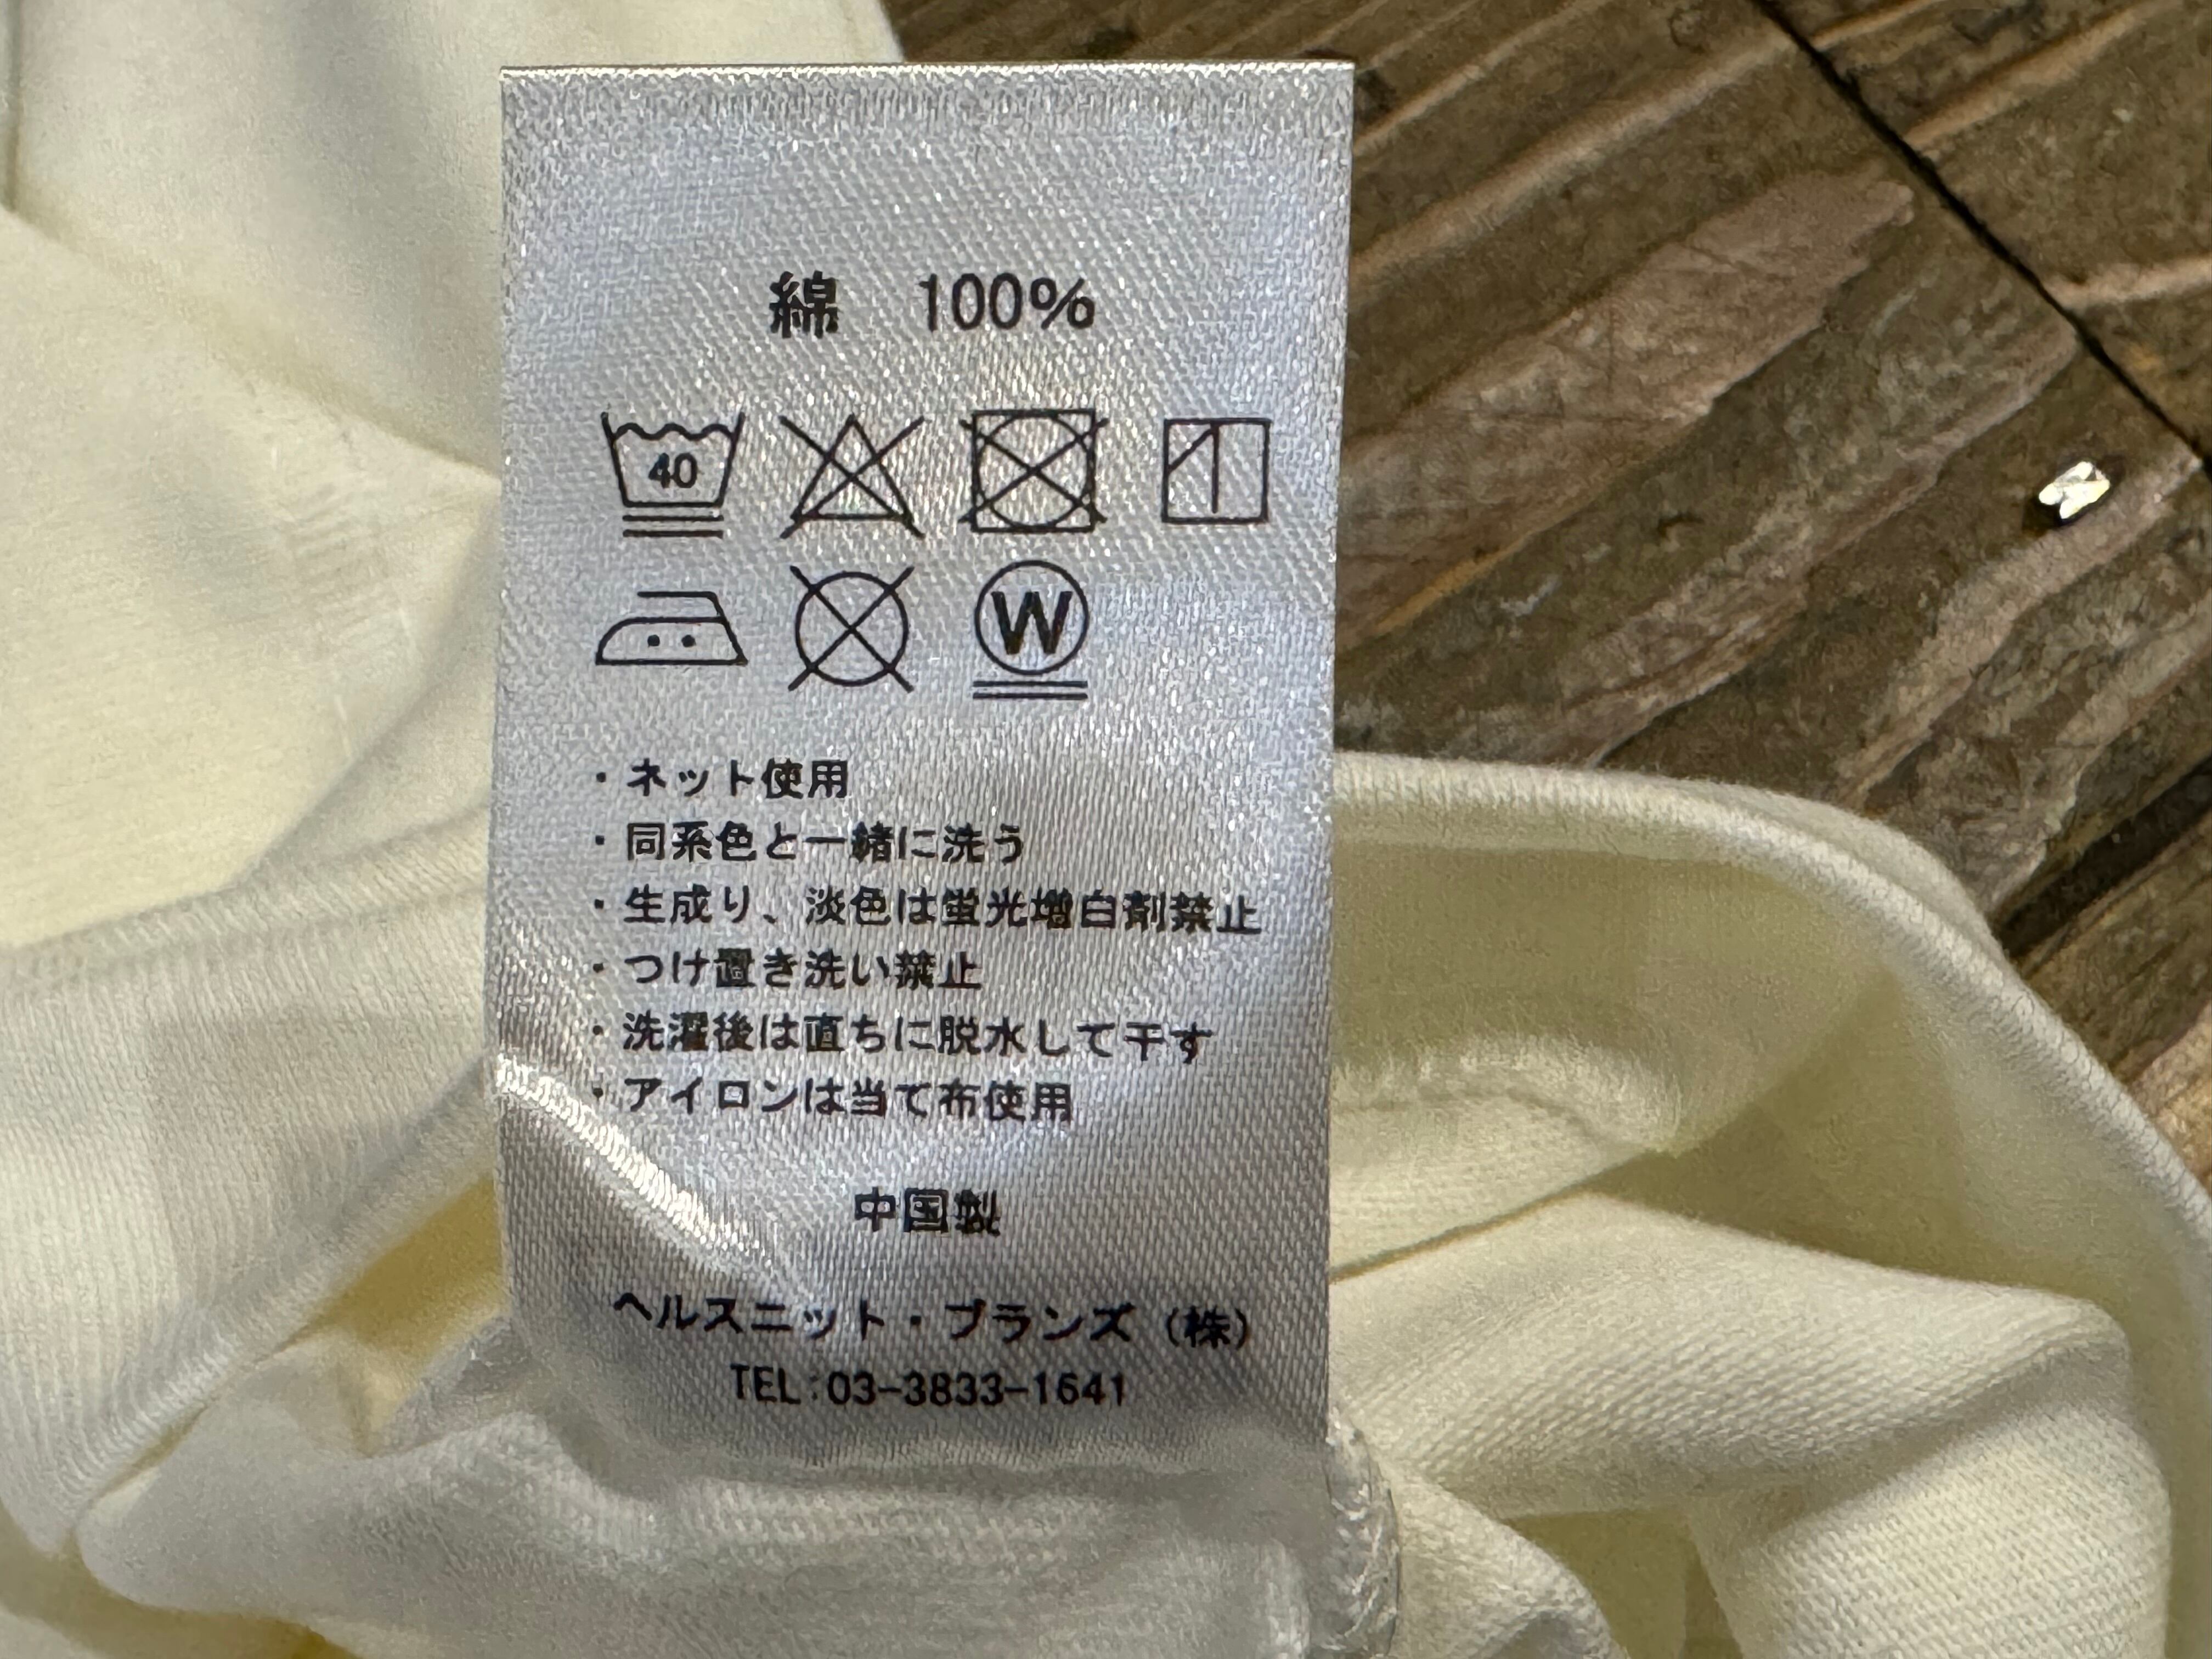 綿 100%
40
W
・ネット使用
・同系色と一緒に洗う
・生成り、淡色は蛍光増白剤禁止
・つけ置き洗い禁止
・洗濯後は直ちに脱水して干す
・アイロンは当て布使用
中国製
ヘルスニット・ブランズ（株）
TEL:03-3833-1641